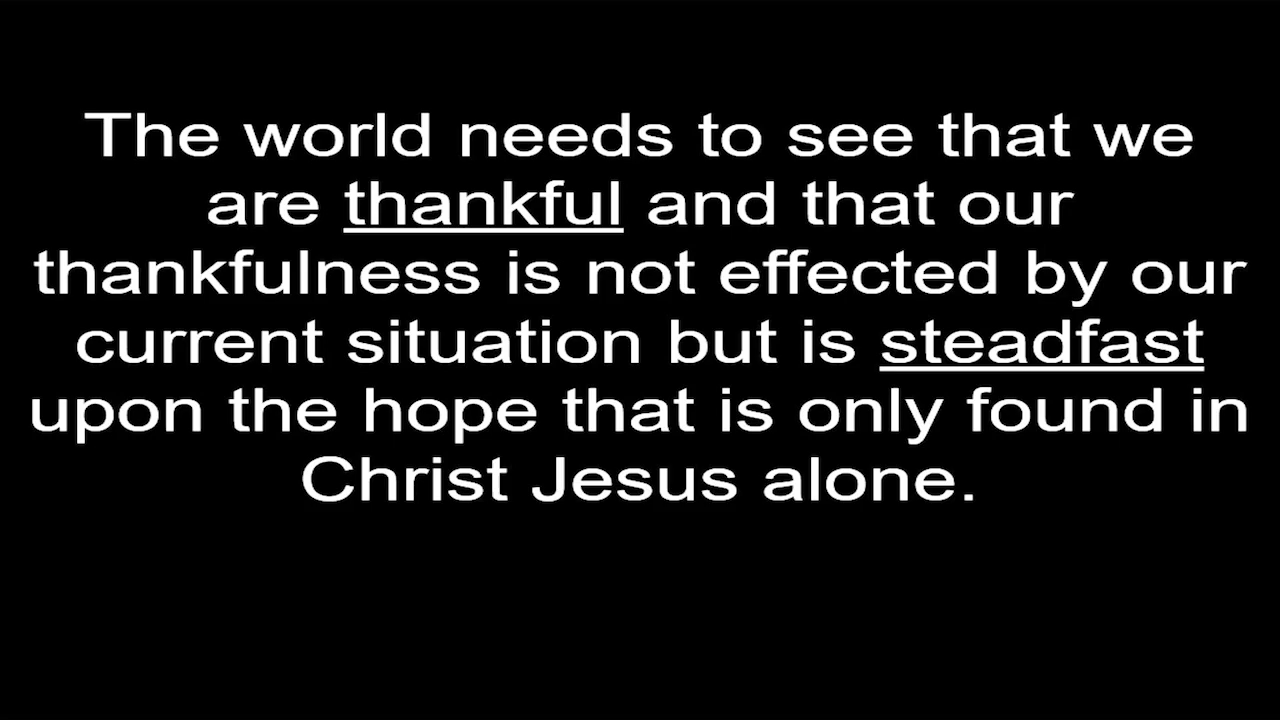 The world needs to see that we
are thankful and that our
thankfulness is not effected by our
current situation but is steadfast
upon the hope that is only found in
Christ Jesus alone.